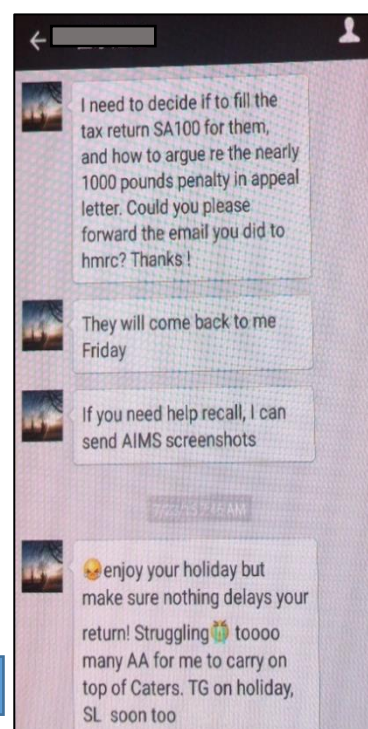 I need to decide if to fill the
tax return SA100 for them,
and how to argue re the nearly
1000 pounds penalty in appeal
letter. Could you please
forward the email you did to
hmrc? Thanks !
They will come back to me
Friday
If you need help recall, I can
send AIMS screenshots
AM
😖enjoy your holiday but
make sure nothing delays your
return! Struggling😭 toooo
many AA for me to carry on
top of Caters. TG on holiday,
SL soon too